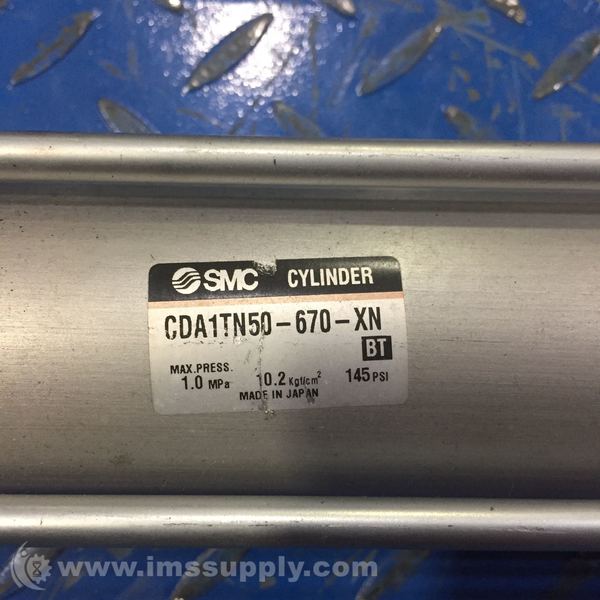 SMC CYLINDER
CDA1TN50-670-XN
BT
MAX.PRESS.
1.0 MPa 10.2 Kgf/cm² 145 PSI
MADE IN JAPAN
www.imssupply.com/